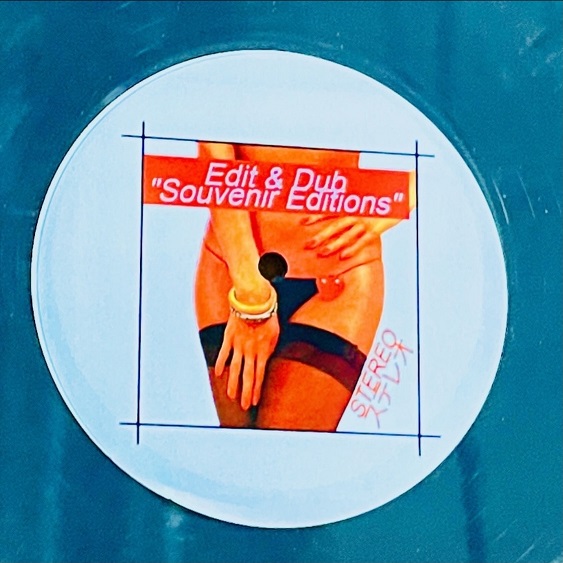 Edit & Dub
"Souvenir Editions"
STEREO
ステレオ